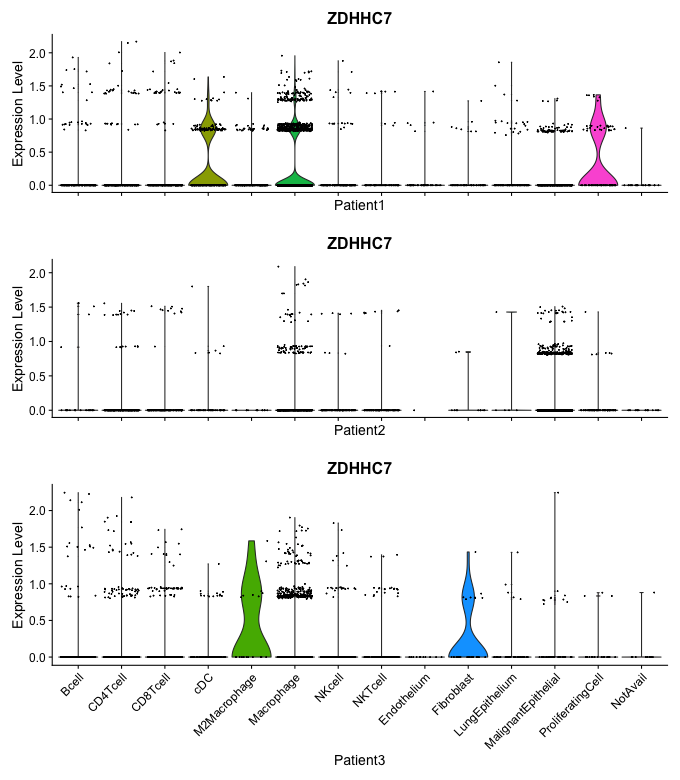 ZDHHC7
Expression Level
2.0
1.5
1.0
0.5
0.0
Patient1
ZDHHC7
Expression Level
2.0
1.5
1.0
0.5
0.0
Patient2
ZDHHC7
Expression Level
2.0
1.5
1.0
0.5
0.0
Bcell
CD4Tcell
CD8Tcell
cDC
M2Macrophage
Macrophage
NKcell
NKTcell
Endothelium
Fibroblast
LungEpithelium
MalignantEpithelial
ProliferatingCell
NotAvail
Patient3